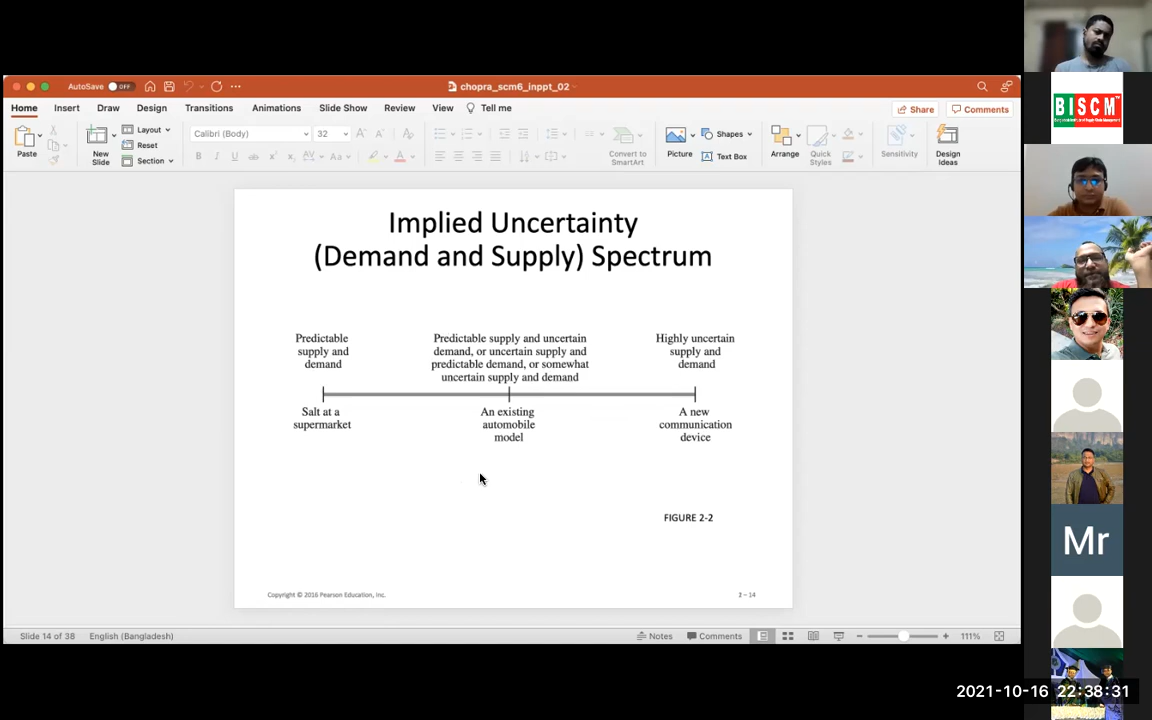 AutoSave OFF
chopra_scm6_inppt_02
Home Insert Draw Design Transitions Animations Slide Show Review View Tell me
Share Comments
Paste
New Slide
Layout
Reset
Section
Calibri (Body) 32
Convert to SmartArt
Picture
Shapes
Text Box
Arrange
Quick Styles
Sensitivity
Design Ideas
Implied Uncertainty
(Demand and Supply) Spectrum
Predictable
supply and
demand
Predictable supply and uncertain
demand, or uncertain supply and
predictable demand, or somewhat
uncertain supply and demand
Highly uncertain
supply and
demand
Salt at a
supermarket
An existing
automobile
model
A new
communication
device
FIGURE 2-2
Copyright © 2016 Pearson Education, Inc.
2 – 14
Slide 14 of 38 English (Bangladesh)
Notes Comments 111%
BISCM
Mr
2021-10-16 22:38:31